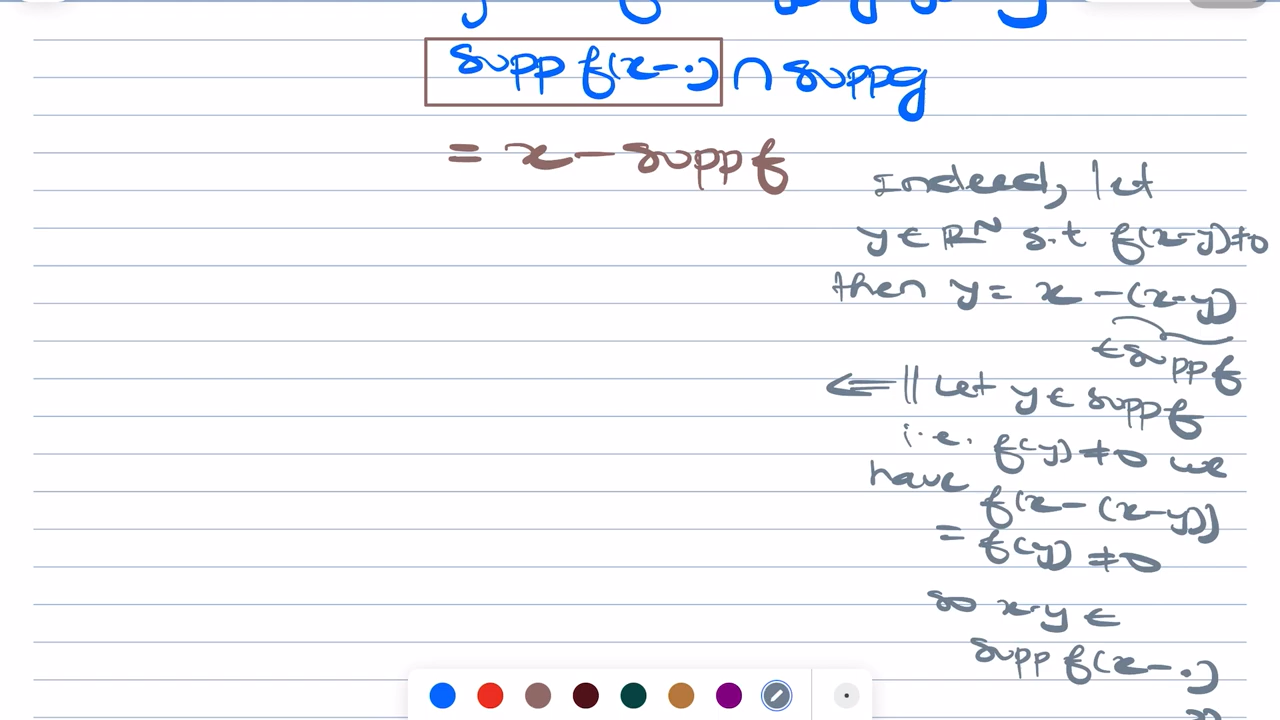 supp f(x-·) ∩ supp g
= x - supp f
Indeed, let
y ∈ ℝᴺ s.t f(x-y) ≠ 0
then y = x - (x-y)
∈ supp f
⇐ || Let y ∈ supp f
i.e. f(y) ≠ 0 we
have f(x-(x-y))
= f(y) ≠ 0
so x-y ∈
supp f(x-·)